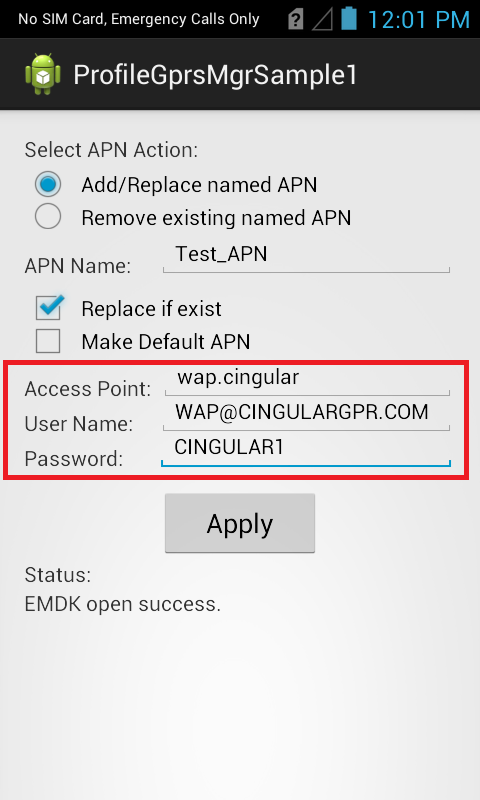 No SIM Card, Emergency Calls Only 12:01 PM
ProfileGprsMgrSample1
Select APN Action:
Add/Replace named APN
Remove existing named APN
APN Name: Test_APN
Replace if exist
Make Default APN
Access Point: wap.cingular
User Name: WAP@CINGULARGPR.COM
Password: CINGULAR1
Apply
Status:
EMDK open success.